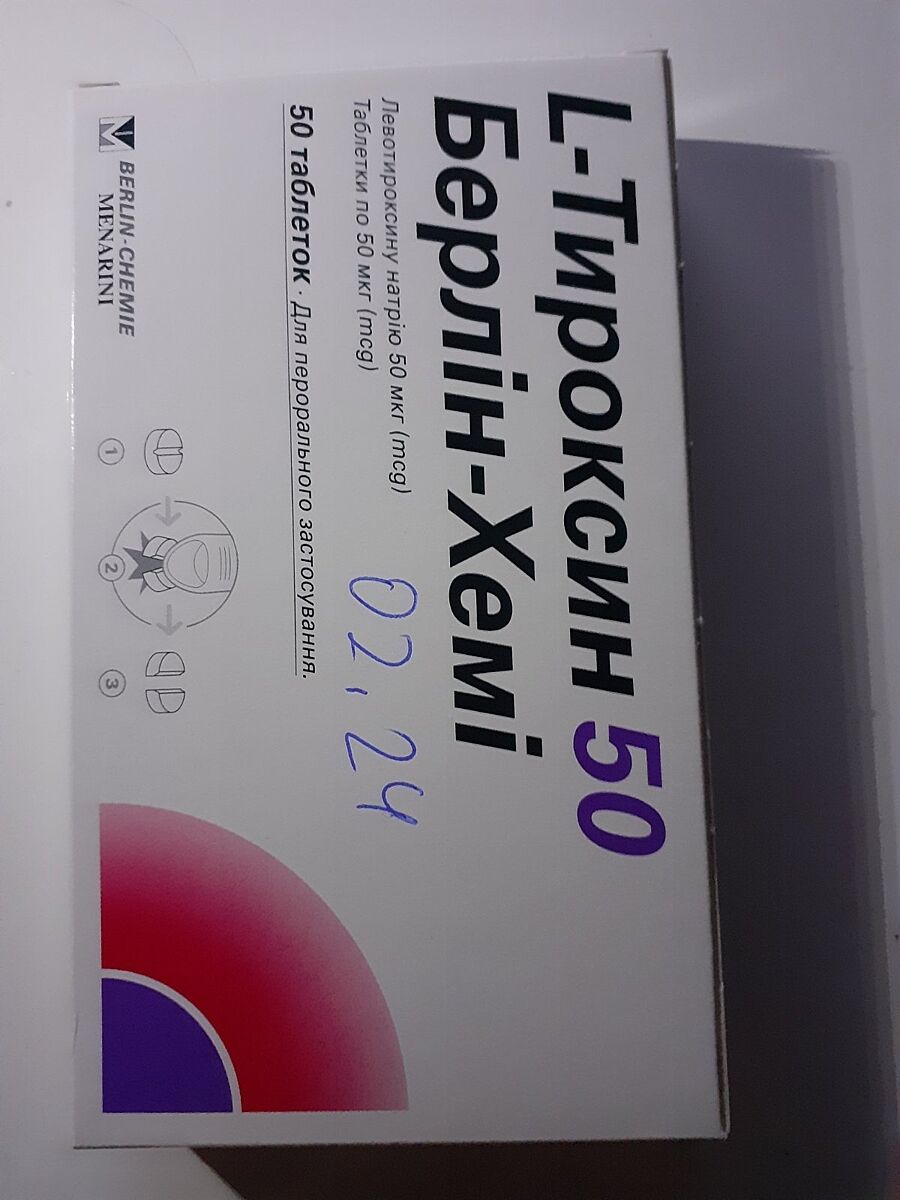 L-Тироксин 50
Берлін-Хемі
Левотироксину натрію 50 мкг (mcg)
Таблетки по 50 мкг (mcg)
02.24
50 таблеток · Для перорального застосування.
BERLIN-CHEMIE
MENARINI
1
2
3